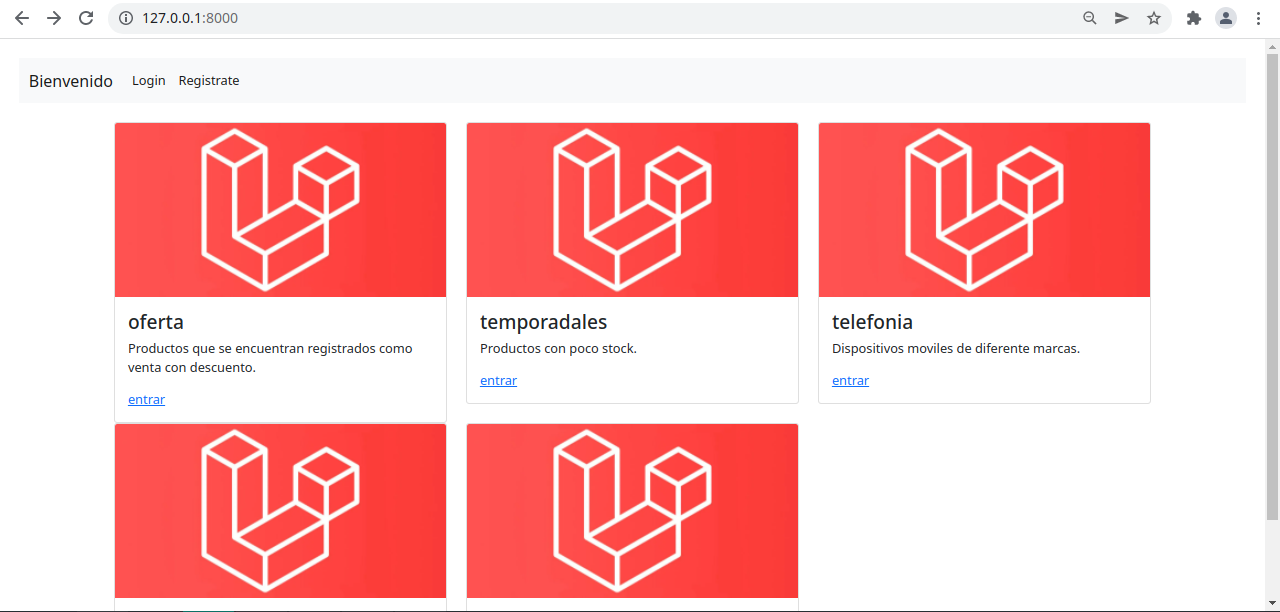 127.0.0.1:8000
Bienvenido Login Registrate
oferta
Productos que se encuentran registrados como
venta con descuento.
entrar
temporadales
Productos con poco stock.
entrar
telefonia
Dispositivos moviles de diferente marcas.
entrar